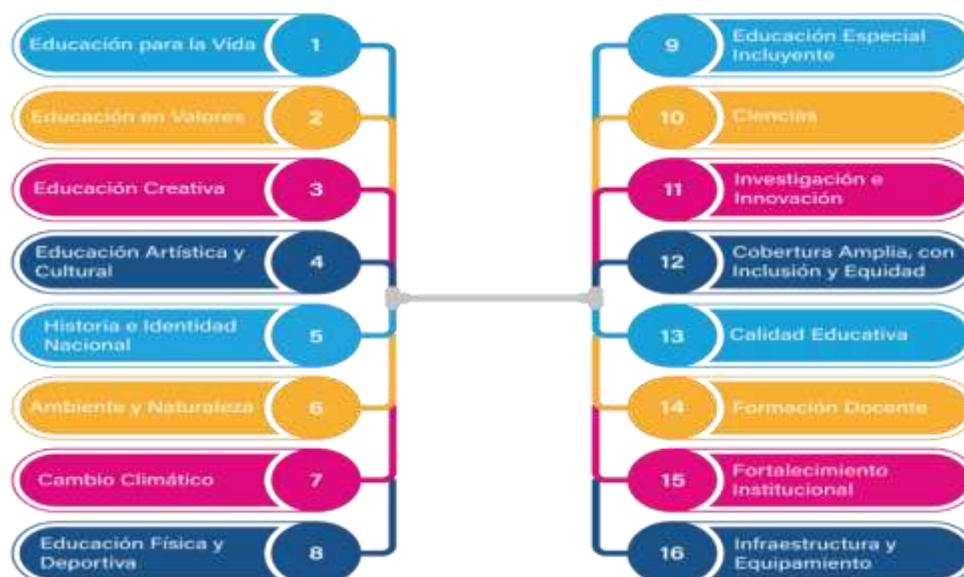 Educación para la Vida 1
Educación en Valores 2
Educación Creativa 3
Educación Artística y
Cultural 4
Historia e Identidad
Nacional 5
Ambiente y Naturaleza 6
Cambio Climático 7
Educación Física y
Deportiva 8
9 Educación Especial
Incluyente
10 Ciencias
11 Investigación e
Innovación
12 Cobertura Amplia, con
Inclusión y Equidad
13 Calidad Educativa
14 Formación Docente
15 Fortalecimiento
Institucional
16 Infraestructura y
Equipamiento